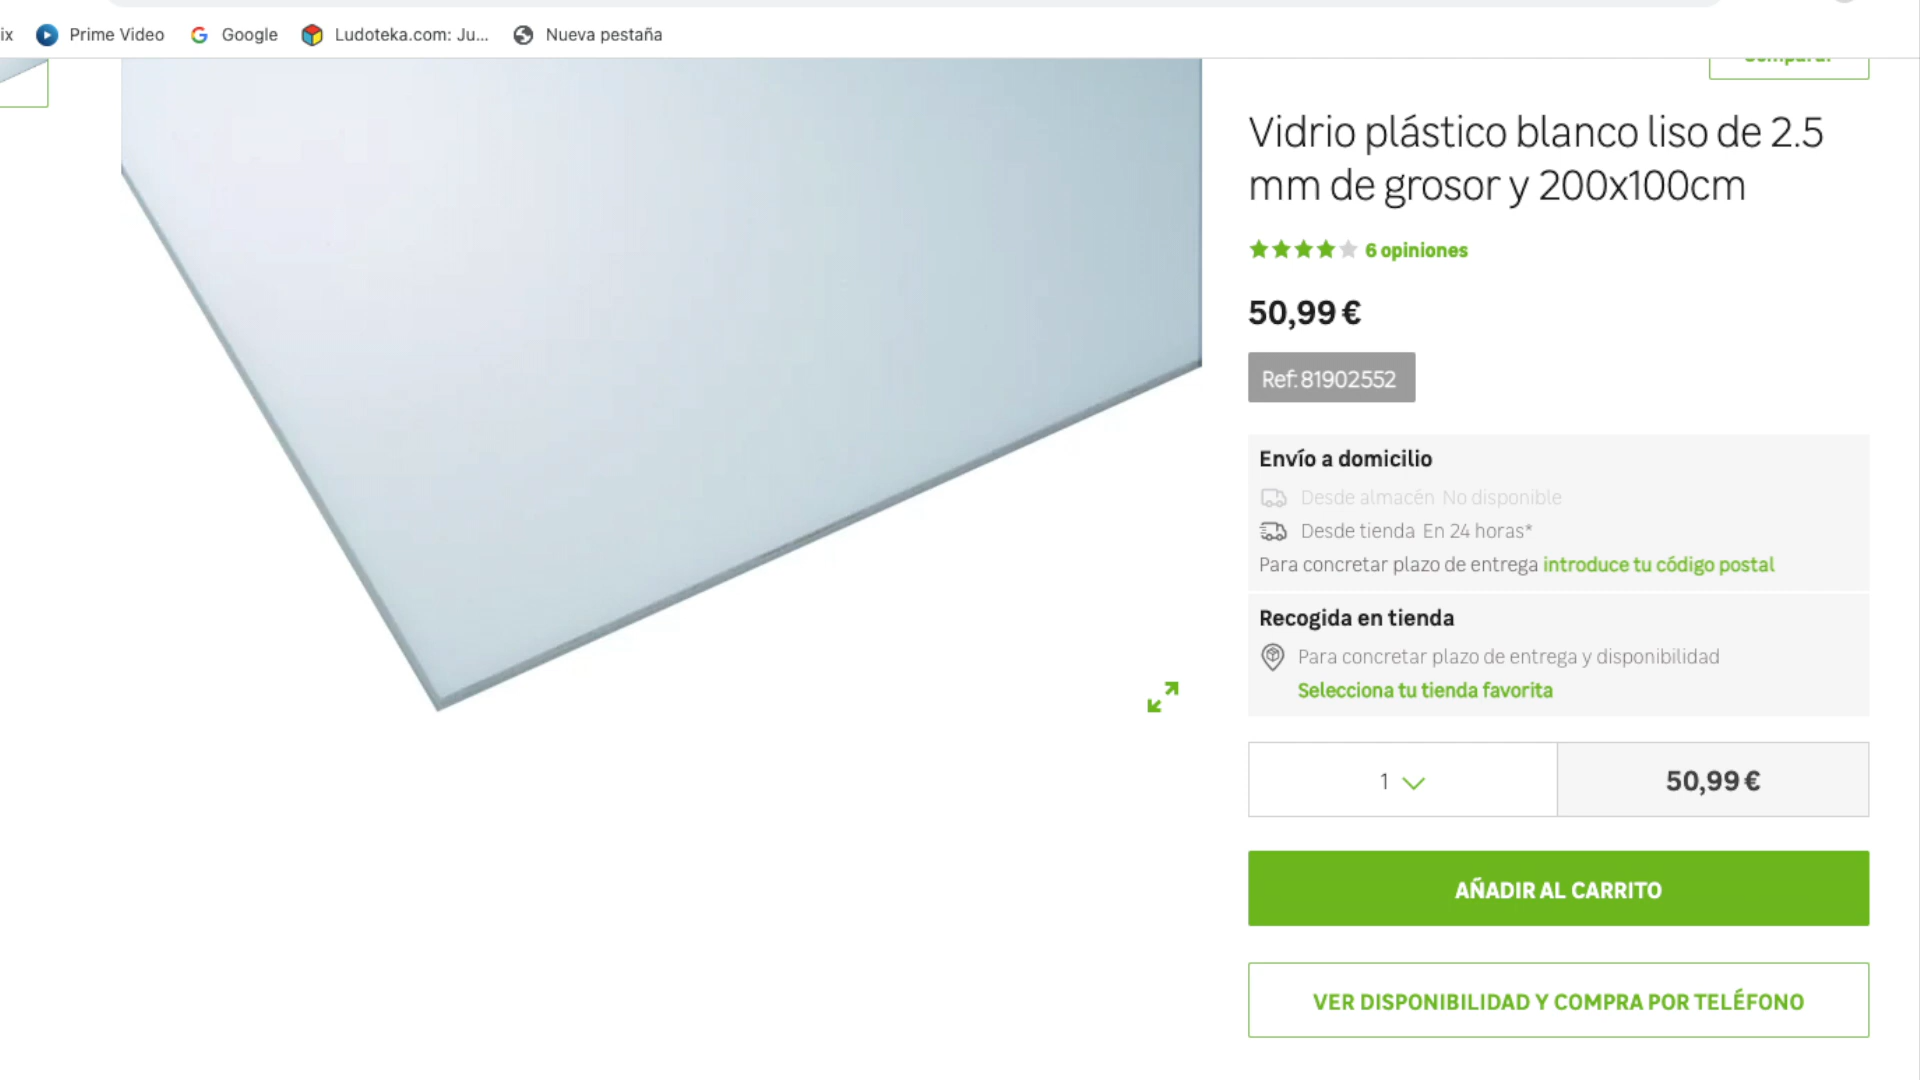 ix Prime Video Google Ludoteka.com: Ju... Nueva pestaña
Comparar
Vidrio plástico blanco liso de 2.5
mm de grosor y 200x100cm
6 opiniones
50,99 €
Ref: 81902552
Envío a domicilio
Desde almacén No disponible
Desde tienda En 24 horas*
Para concretar plazo de entrega introduce tu código postal
Recogida en tienda
Para concretar plazo de entrega y disponibilidad
Selecciona tu tienda favorita
1 50,99 €
AÑADIR AL CARRITO
VER DISPONIBILIDAD Y COMPRA POR TELÉFONO